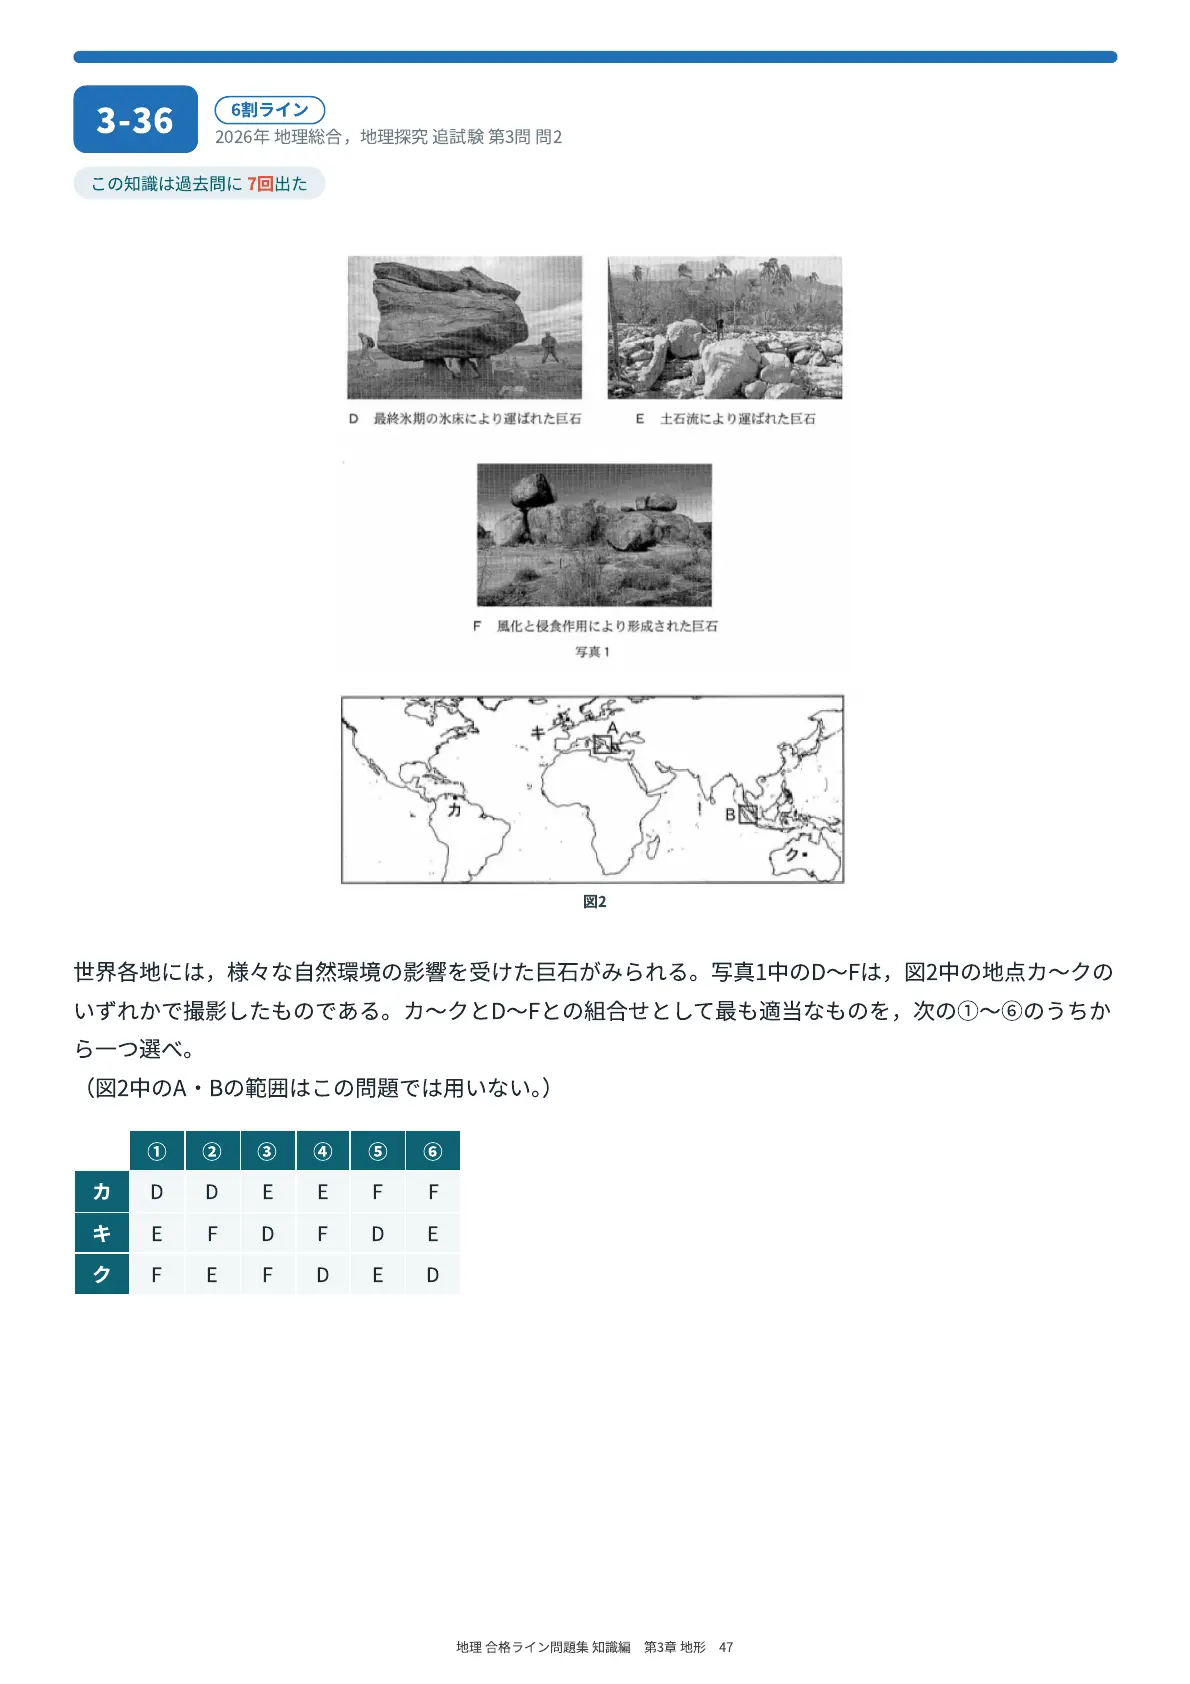 3-36
6割ライン
2026年 地理総合，地理探究 追試験 第3問 問2
この知識は過去問に 7回出た
D 最終氷期の氷床により運ばれた巨石
E 土石流により運ばれた巨石
F 風化と侵食作用により形成された巨石
写真1
キ
A
カ
B
ク
図2
世界各地には，様々な自然環境の影響を受けた巨石がみられる。写真1中のD～Fは，図2中の地点カ～クの
いずれかで撮影したものである。カ～クとD～Fとの組合せとして最も適当なものを，次の①～⑥のうちか
ら一つ選べ。
（図2中のA・Bの範囲はこの問題では用いない。）
① ② ③ ④ ⑤ ⑥
カ D D E E F F
キ E F D F D E
ク F E F D E D
地理 合格ライン問題集 知識編 第3章 地形 47